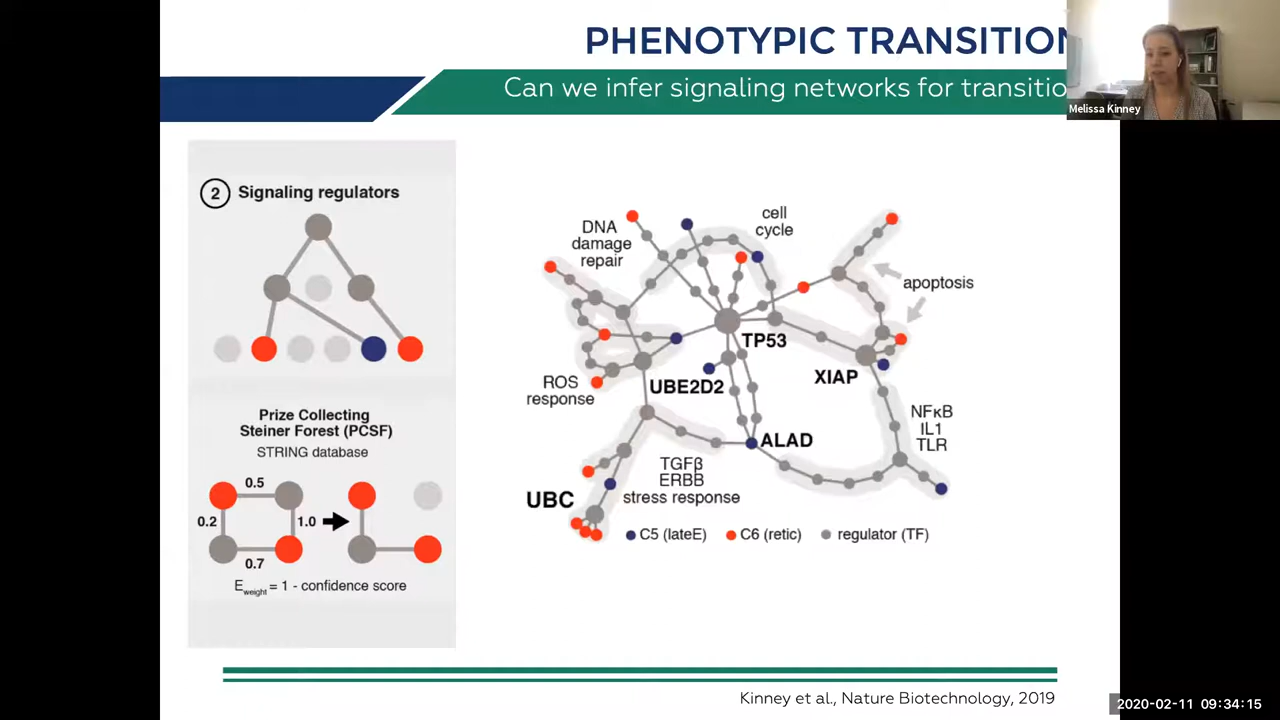 PHENOTYPIC TRANSITION
Can we infer signaling networks for transitio
Melissa Kinney
2 Signaling regulators
Prize Collecting
Steiner Forest (PCSF)
STRING database
0.5
0.2
1.0
0.7
Eweight = 1 - confidence score
DNA
damage
repair
cell
cycle
apoptosis
TP53
XIAP
UBE2D2
ROS
response
NFκB
IL1
TLR
ALAD
TGFβ
ERBB
stress response
UBC
C5 (lateE)
C6 (retic)
regulator (TF)
Kinney et al., Nature Biotechnology, 2019
2020-02-11 09:34:15